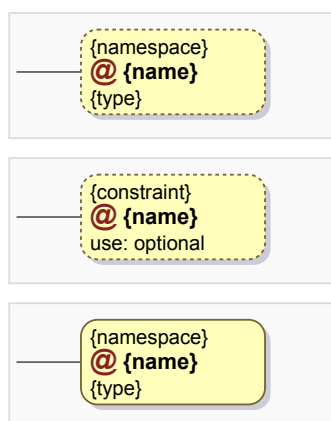 {namespace}
@ {name}
{type}
{constraint}
@ {name}
use: optional
{namespace}
@ {name}
{type}